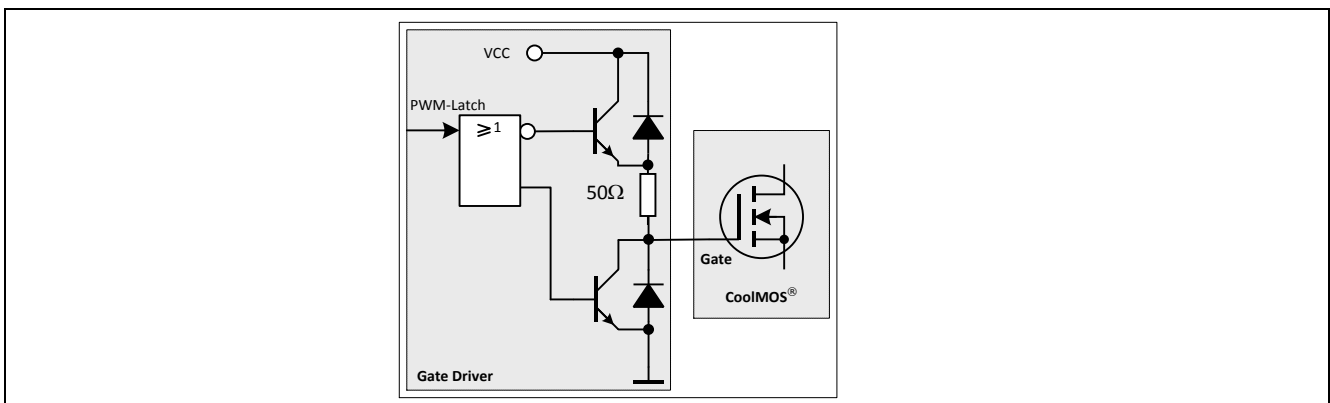 VCC
PWM-Latch
≥1
50Ω
Gate
CoolMOS®
Gate Driver